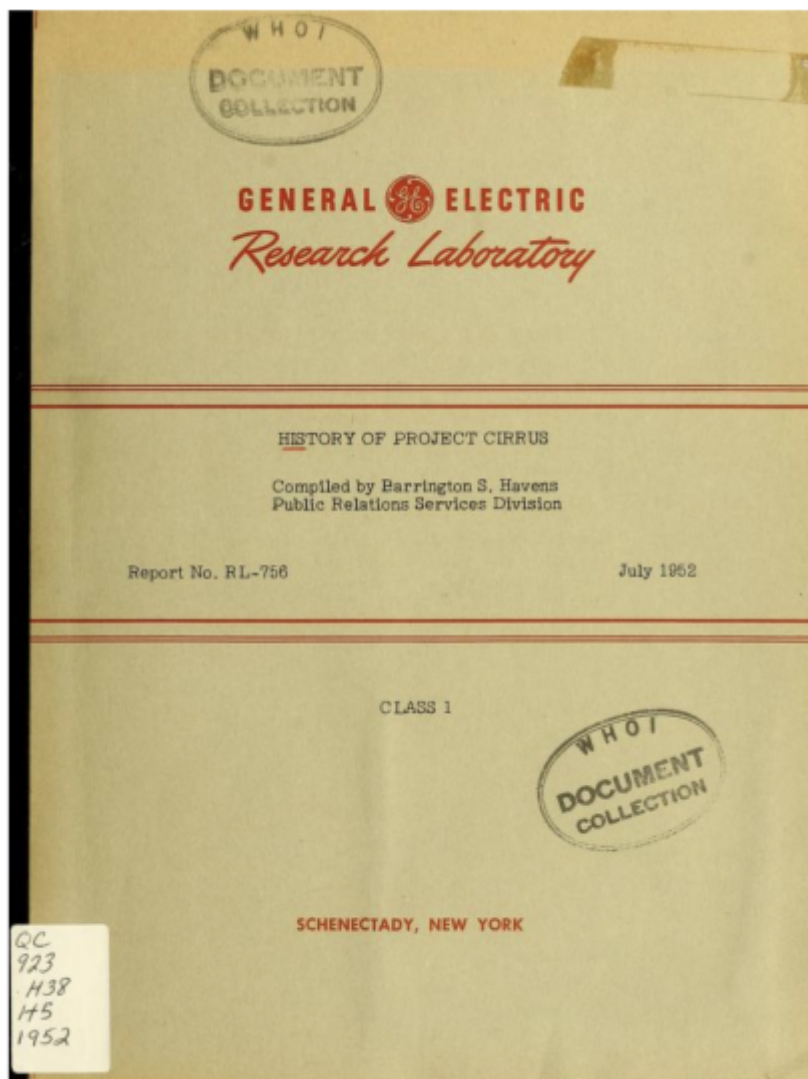 WHOI
DOCUMENT
COLLECTION
GENERAL GE ELECTRIC
Research Laboratory
HISTORY OF PROJECT CIRRUS
Compiled by Barrington S. Havens
Public Relations Services Division
Report No. RL-756 July 1952
CLASS 1
WHOI
DOCUMENT
COLLECTION
SCHENECTADY, NEW YORK
QC
923
.H38
H5
1952